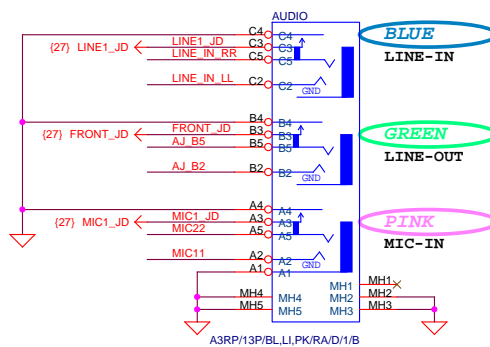 AUDIO
C4 C4 BLUE
{27} LINE1_JD LINE1_JD C3 C3
LINE_IN_RR C5 C5 LINE-IN
LINE_IN_LL C2 C2 GND
B4 B4 GREEN
{27} FRONT_JD FRONT_JD B3 B3
AJ_B5 B5 B5 LINE-OUT
AJ_B2 B2 B2 GND
A4 A4 PINK
{27} MIC1_JD MIC1_JD A3 A3
MIC22 A5 A5 MIC-IN
MIC11 A2 A2 GND
A1 A1
MH1 MH1
MH4 MH4 MH2 MH2
MH5 MH5 MH3 MH3
A3RP/13P/BL,LI,PK/RA/D/1/B